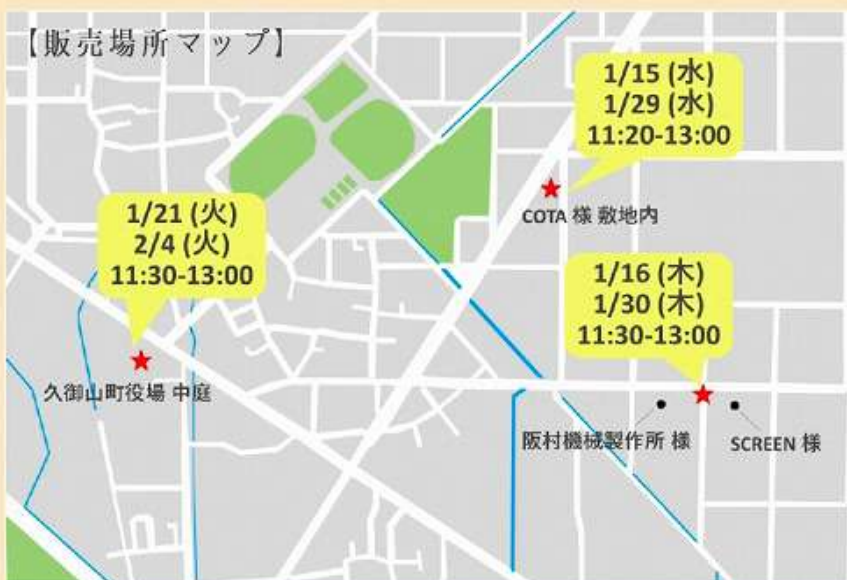 【販売場所マップ】
1/15 (水)
1/29 (水)
11:20-13:00
COTA 様 敷地内
1/21 (火)
2/4 (火)
11:30-13:00
久御山町役場 中庭
1/16 (木)
1/30 (木)
11:30-13:00
阪村機械製作所 様
SCREEN 様